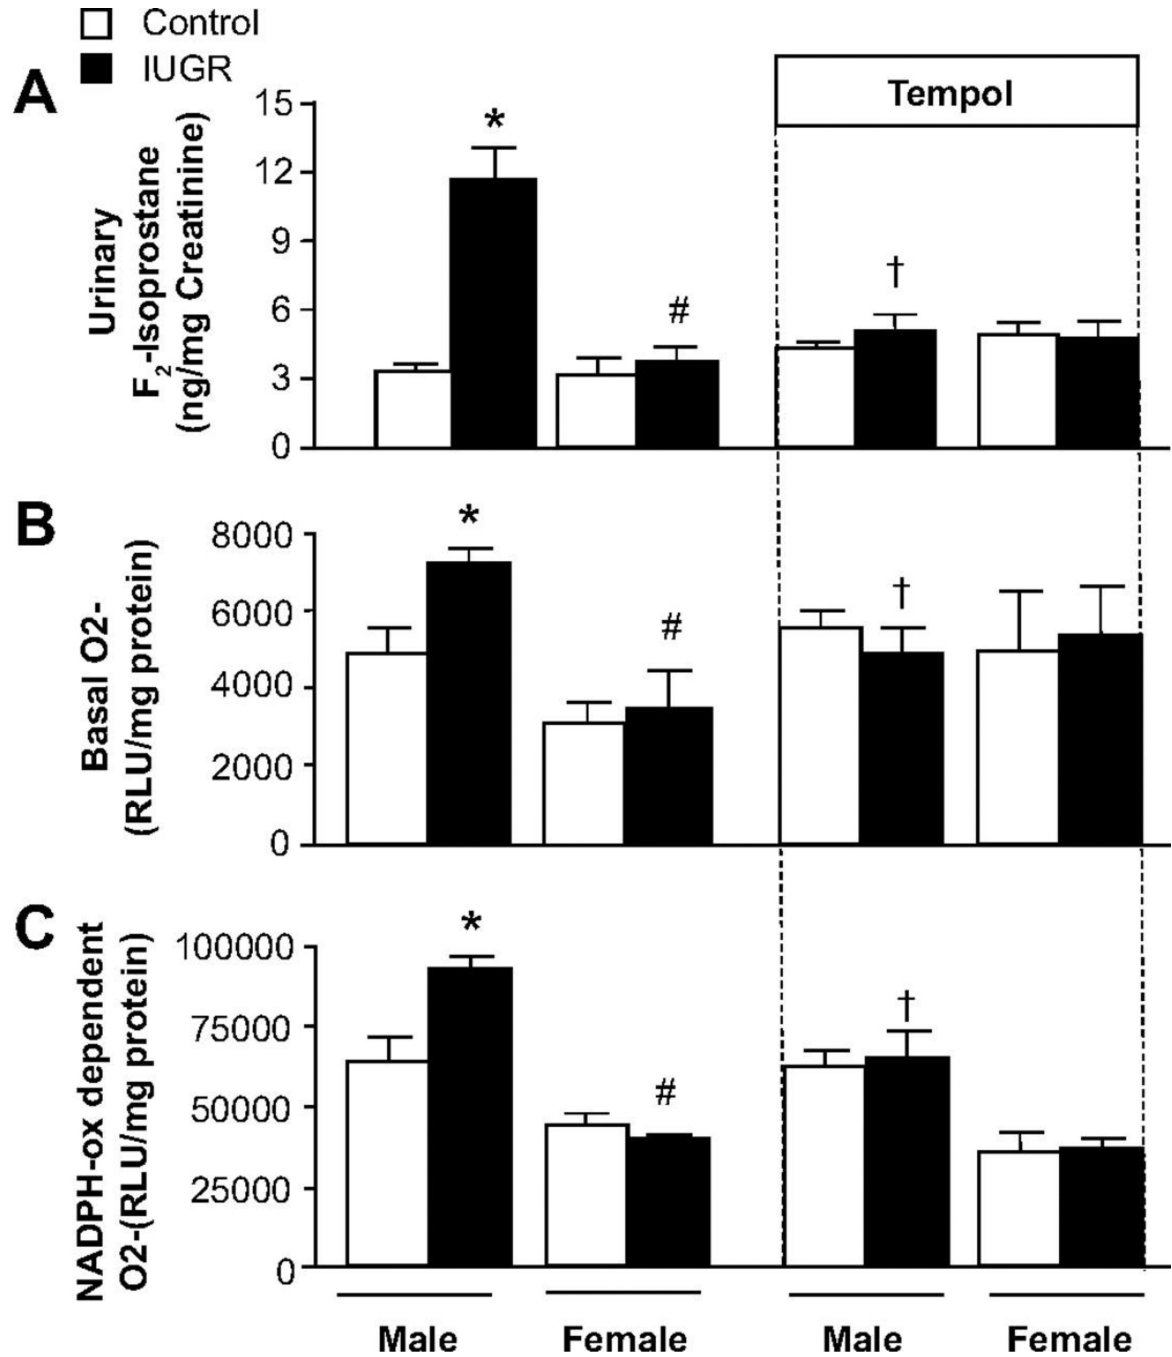 Control
IUGR
A
Tempol
Urinary
F2-Isoprostane
(ng/mg Creatinine)
15
12
9
6
3
0
*
#
†
B
Basal O2-
(RLU/mg protein)
8000
6000
4000
2000
0
*
#
†
C
NADPH-ox dependent
O2-(RLU/mg protein)
100000
75000
50000
25000
0
*
#
†
Male Female Male Female